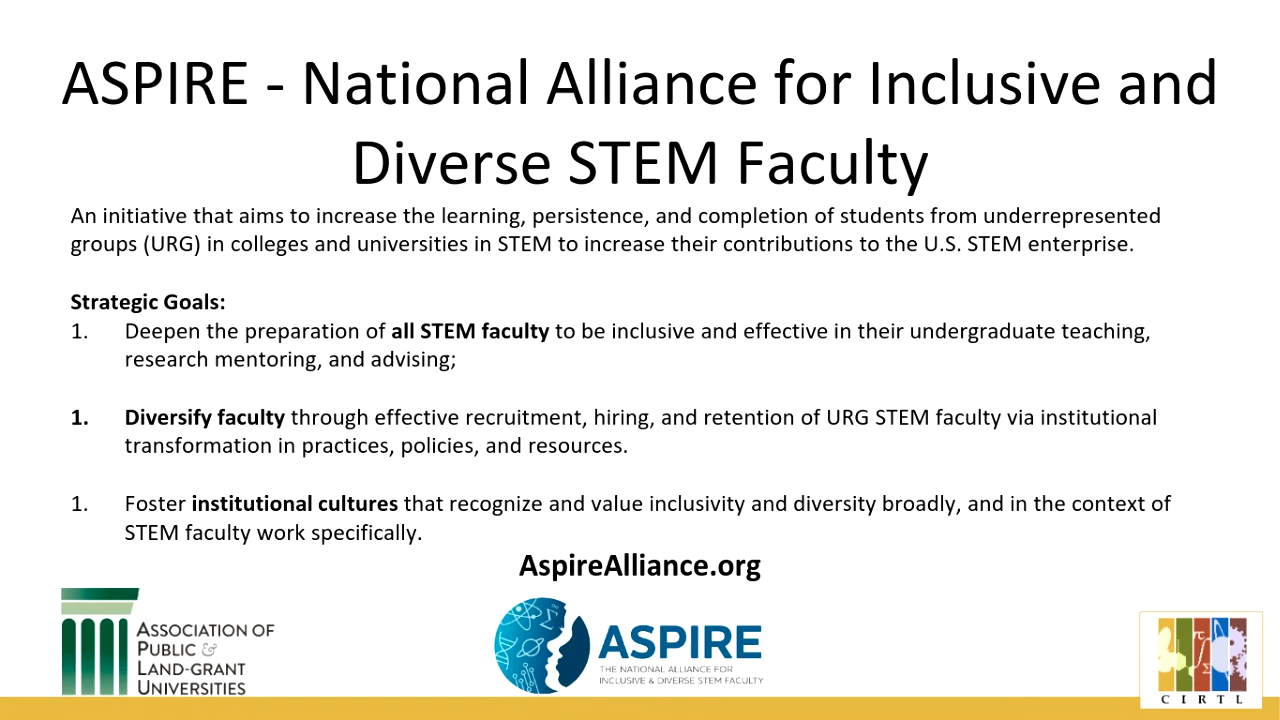 ASPIRE - National Alliance for Inclusive and
Diverse STEM Faculty
An initiative that aims to increase the learning, persistence, and completion of students from underrepresented
groups (URG) in colleges and universities in STEM to increase their contributions to the U.S. STEM enterprise.
Strategic Goals:
1. Deepen the preparation of all STEM faculty to be inclusive and effective in their undergraduate teaching,
research mentoring, and advising;
1. Diversify faculty through effective recruitment, hiring, and retention of URG STEM faculty via institutional
transformation in practices, policies, and resources.
1. Foster institutional cultures that recognize and value inclusivity and diversity broadly, and in the context of
STEM faculty work specifically.
AspireAlliance.org
ASSOCIATION OF
PUBLIC &
LAND-GRANT
UNIVERSITIES
ASPIRE
THE NATIONAL ALLIANCE FOR
INCLUSIVE & DIVERSE STEM FACULTY
CIRTL